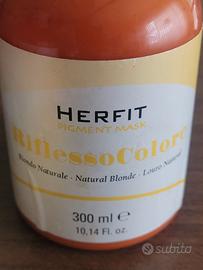 HERFIT
PIGMENT MASK
RiflessoColore
Biondo Naturale · Natural Blonde · Louro Natural
300 ml e
10,14 Fl. oz.
subito